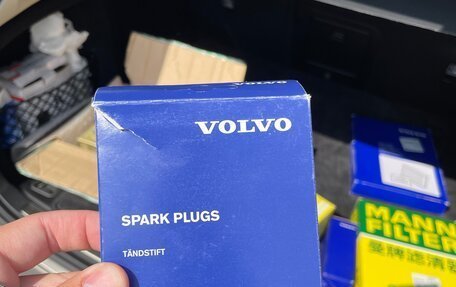 VOLVO
SPARK PLUGS
TÄNDSTIFT
MANN
FILTER